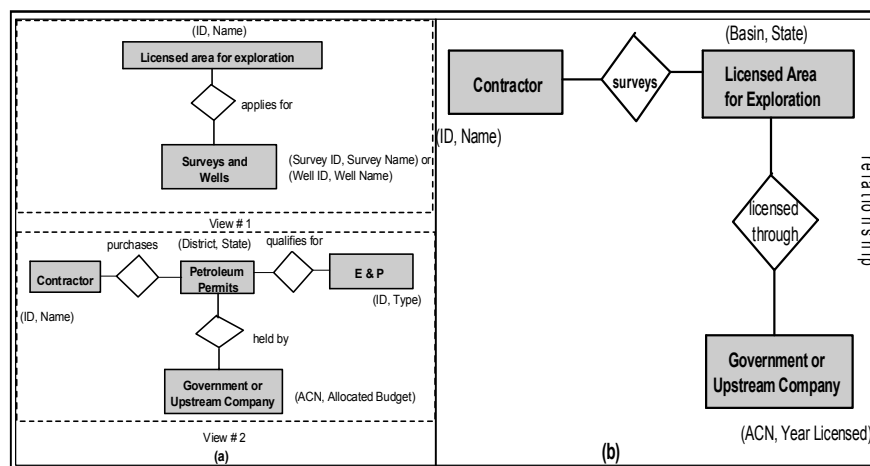 (ID, Name)
Licensed area for exploration
applies for
Surveys and
Wells
(Survey ID, Survey Name) or
(Well ID, Well Name)
View # 1
purchases
(District, State)
qualifies for
Contractor
Petroleum
Permits
E & P
(ID, Name)
(ID, Type)
held by
Government or
Upstream Company
(ACN, Allocated Budget)
View # 2
(a)
(Basin, State)
Contractor
surveys
Licensed Area
for Exploration
(ID, Name)
licensed
through
relationship
Government or
Upstream Company
(ACN, Year Licensed)
(b)